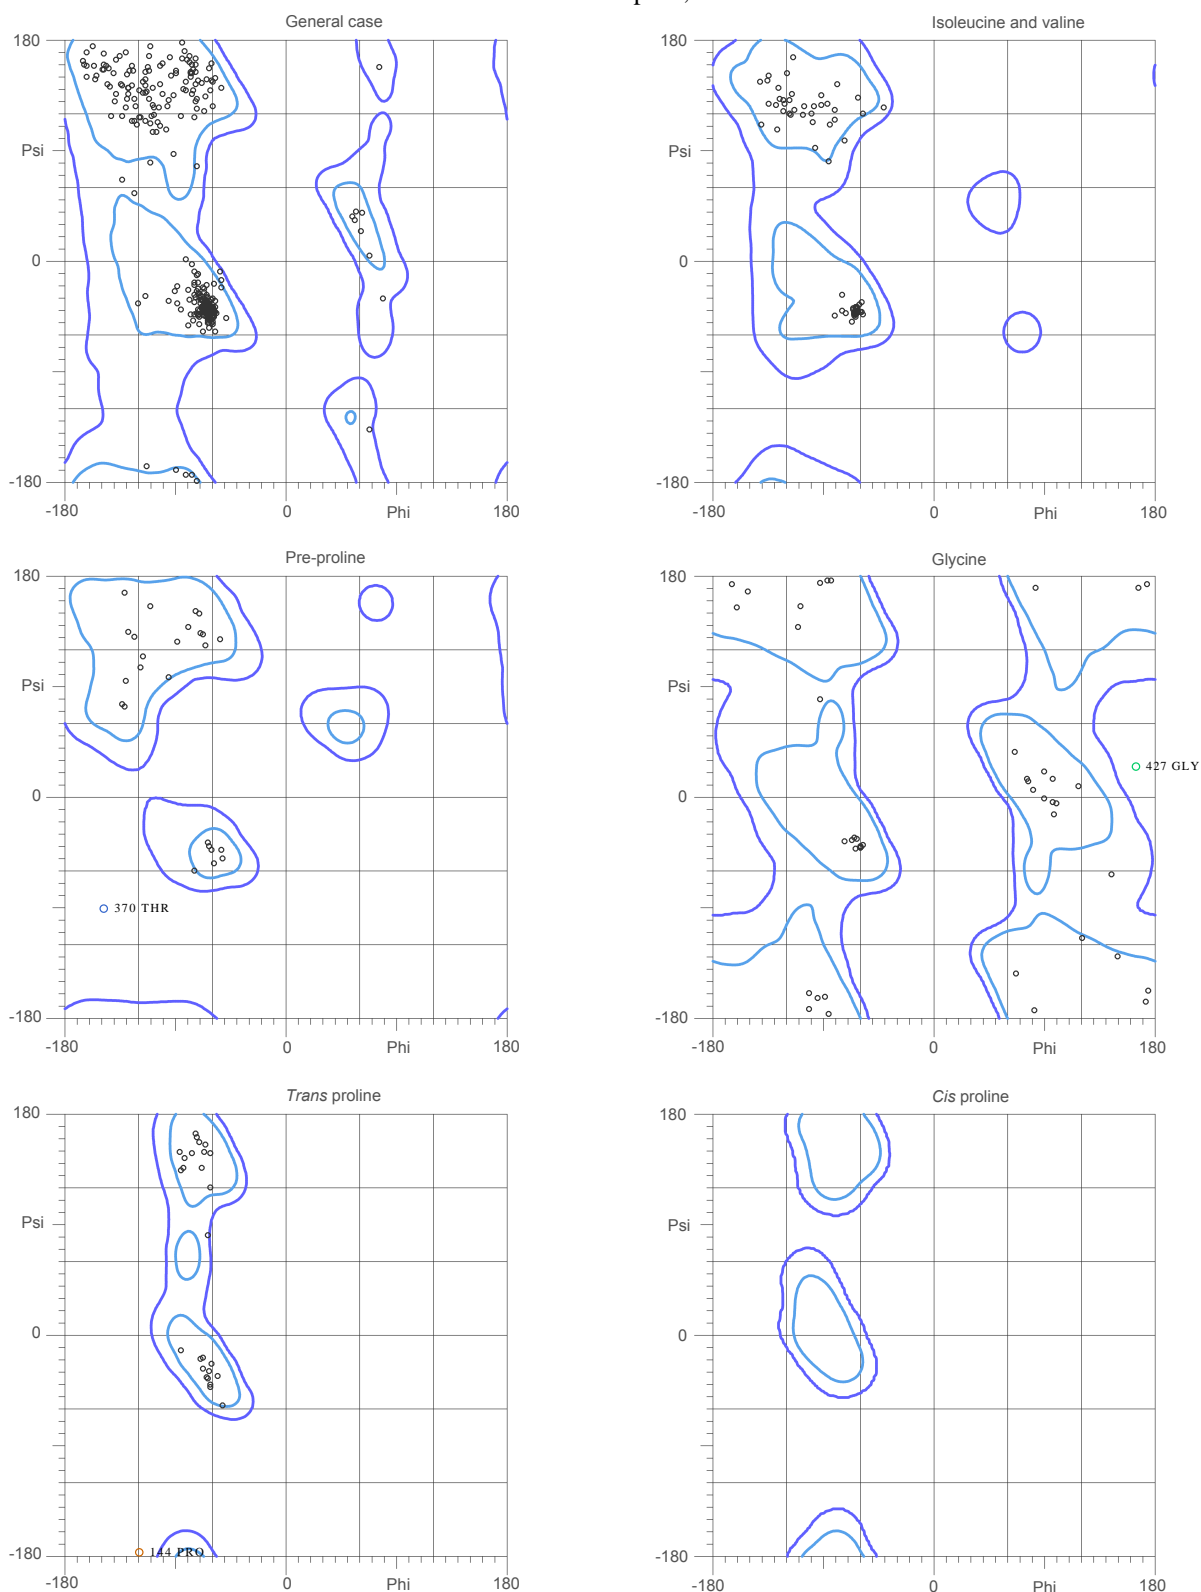 General case
180
Psi
0
-180
-180
0
Phi
180
Isoleucine and valine
180
Psi
0
-180
-180
0
Phi
180
Pre-proline
180
Psi
0
370 THR
-180
-180
0
Phi
180
Glycine
180
Psi
427 GLY
0
-180
-180
0
Phi
180
Trans proline
180
Psi
0
144 PRO
-180
-180
0
Phi
180
Cis proline
180
Psi
0
-180
-180
0
Phi
180